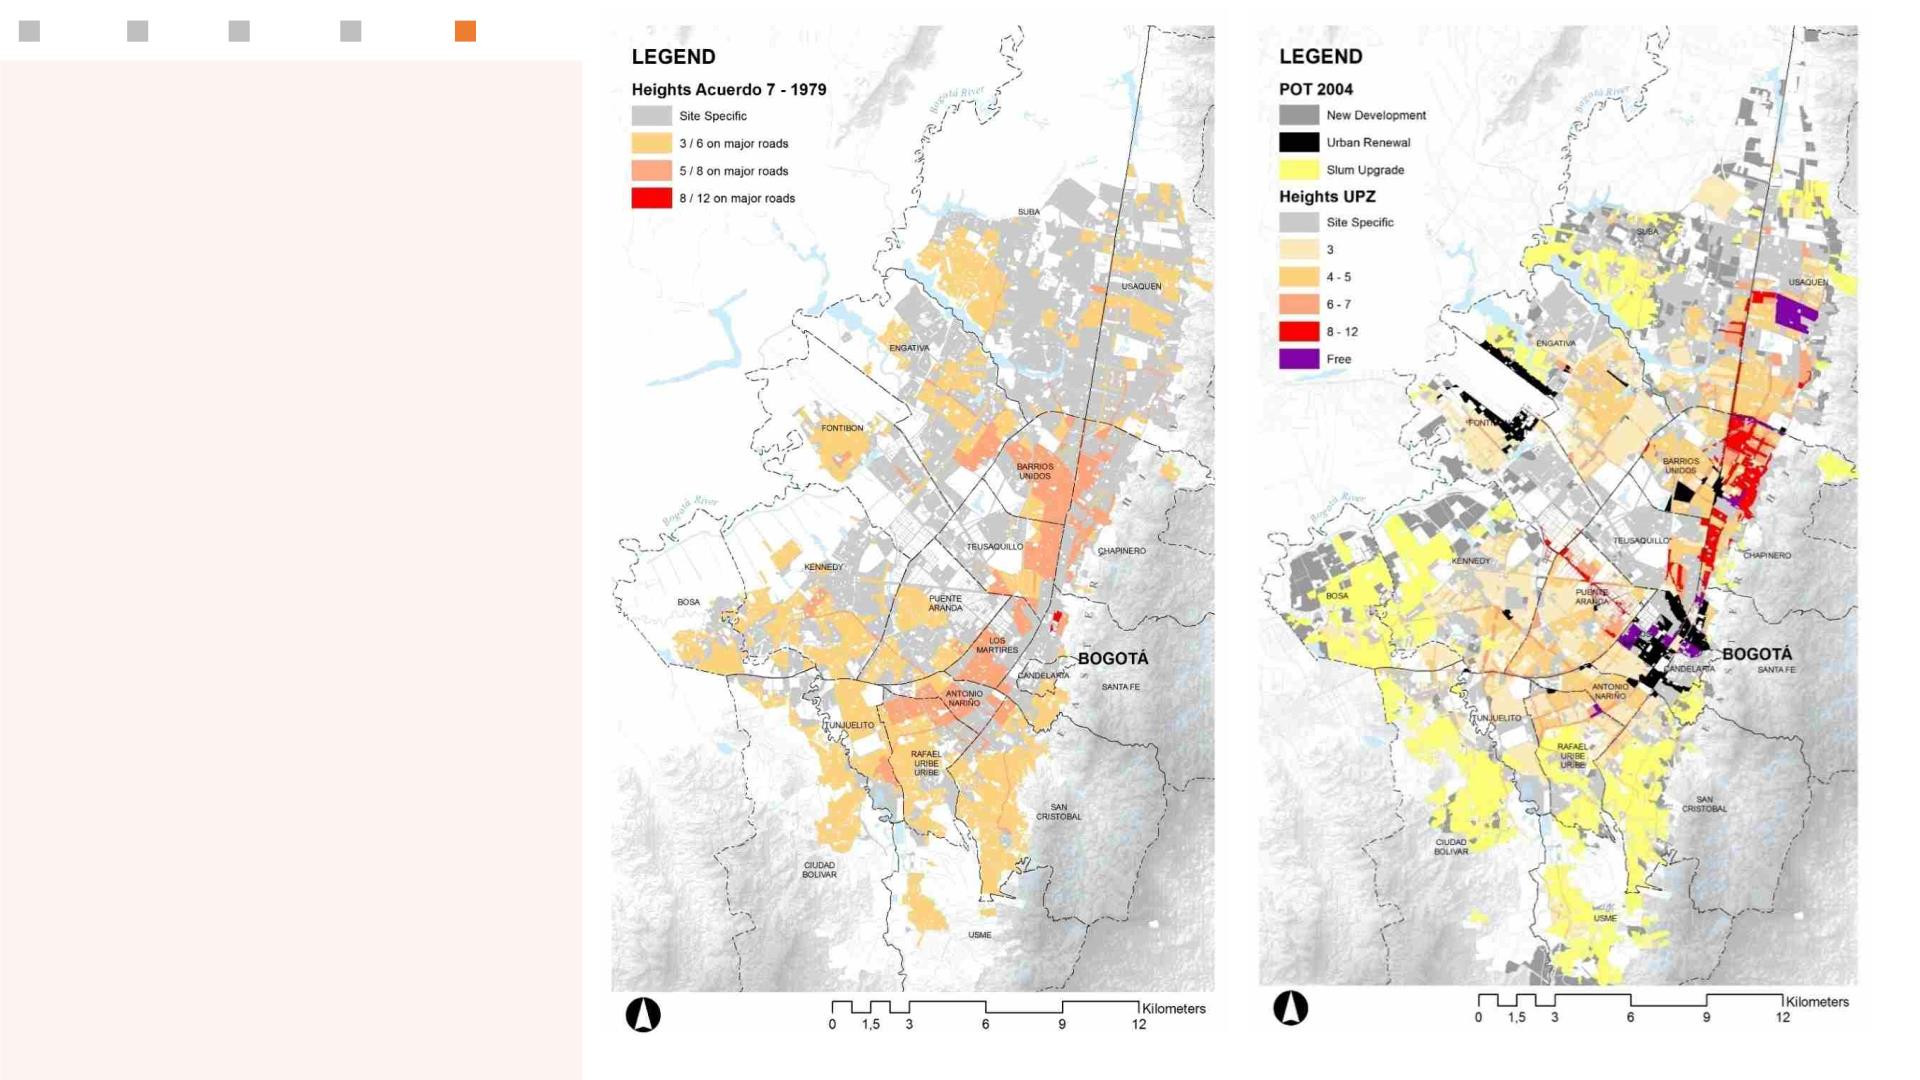 LEGEND
Heights Acuerdo 7 - 1979
Site Specific
3 / 6 on major roads
5 / 8 on major roads
8 / 12 on major roads
Bogotá River
SUBA
USAQUEN
ENGATIVA
FONTIBON
BARRIOS
UNIDOS
Bogotá River
TEUSAQUILLO
CHAPINERO
KENNEDY
BOSA
PUENTE
ARANDA
LOS
MARTIRES
BOGOTÁ
CANDELARIA
SANTA FE
ANTONIO
NARIÑO
TUNJUELITO
RAFAEL
URIBE
URIBE
SAN
CRISTOBAL
CIUDAD
BOLIVAR
USME
0 1,5 3 6 9 12
Kilometers
LEGEND
POT 2004
New Development
Urban Renewal
Slum Upgrade
Heights UPZ
Site Specific
3
4 - 5
6 - 7
8 - 12
Free
Bogotá River
SUBA
USAQUEN
ENGATIVA
BARRIOS
UNIDOS
Bogotá River
TEUSAQUILLO
CHAPINERO
KENNEDY
BOSA
PUENTE
ARANDA
BOGOTÁ
CANDELARIA
SANTA FE
ANTONIO
NARIÑO
TUNJUELITO
RAFAEL
URIBE
URIBE
SAN
CRISTOBAL
CIUDAD
BOLIVAR
USME
0 1,5 3 6 9 12
Kilometers